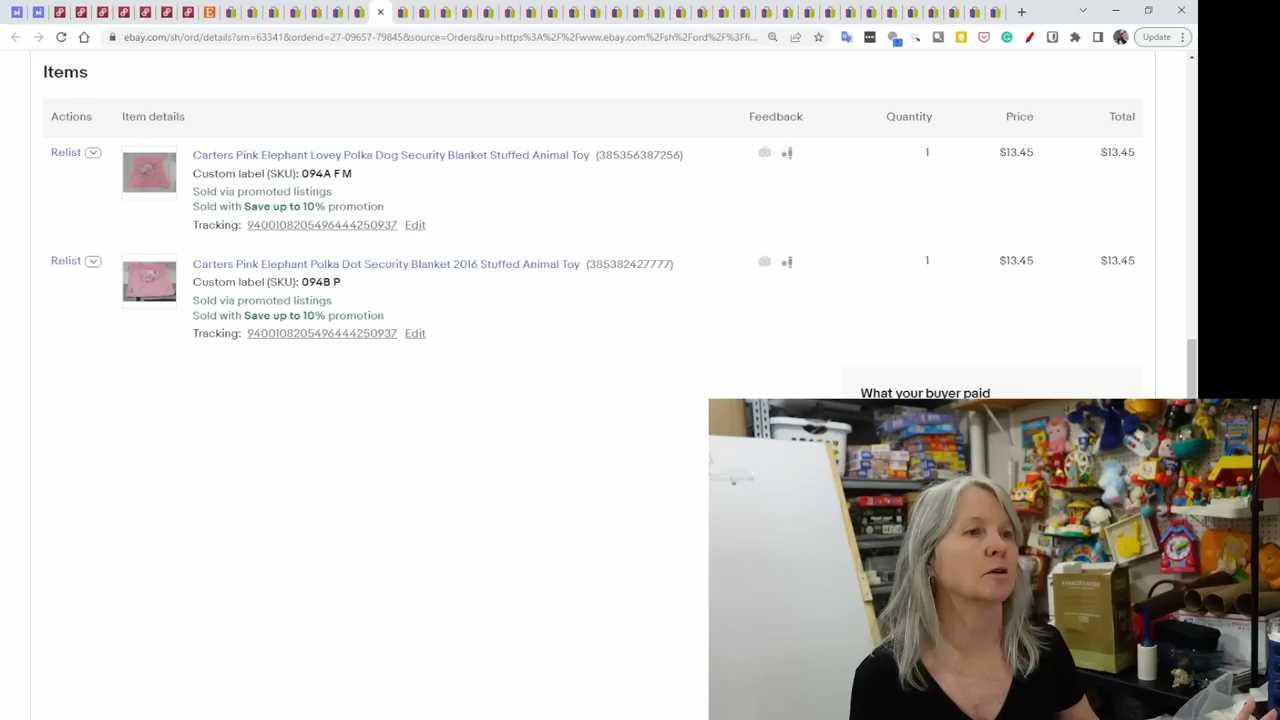 ebay.com/sh/ord/details?srn=63341&orderid=27-09657-79845&source=Orders&ru=https%3A%2F%2Fwww.ebay.com%2Fsh%2Ford%2F%3Ffi...
Update
Items
Actions Item details Feedback Quantity Price Total
Relist Carters Pink Elephant Lovey Polka Dog Security Blanket Stuffed Animal Toy (385356387256) 1 $13.45 $13.45
Custom label (SKU): 094A F M
Sold via promoted listings
Sold with Save up to 10% promotion
Tracking: 9400108205496444250937 Edit
Relist Carters Pink Elephant Polka Dot Security Blanket 2016 Stuffed Animal Toy (385382427777) 1 $13.45 $13.45
Custom label (SKU): 094B P
Sold via promoted listings
Sold with Save up to 10% promotion
Tracking: 9400108205496444250937 Edit
What your buyer paid